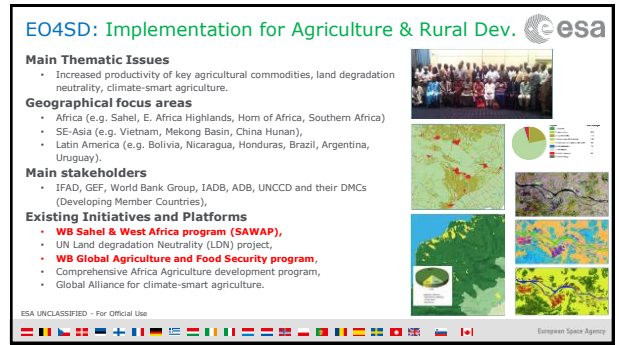 EO4SD: Implementation for Agriculture & Rural Dev.
esa
Main Thematic Issues
• Increased productivity of key agricultural commodities, land degradation
neutrality, climate-smart agriculture.
Geographical focus areas
• Africa (e.g. Sahel, E. Africa Highlands, Horn of Africa, Southern Africa)
• SE-Asia (e.g. Vietnam, Mekong Basin, China Hunan),
• Latin America (e.g. Bolivia, Nicaragua, Honduras, Brazil, Argentina,
Uruguay).
Main stakeholders
• IFAD, GEF, World Bank Group, IADB, ADB, UNCCD and their DMCs
(Developing Member Countries),
Existing Initiatives and Platforms
• WB Sahel & West Africa program (SAWAP),
• UN Land degradation Neutrality (LDN) project,
• WB Global Agriculture and Food Security program,
• Comprehensive Africa Agriculture development program,
• Global Alliance for climate-smart agriculture.
ESA UNCLASSIFIED - For Official Use
European Space Agency